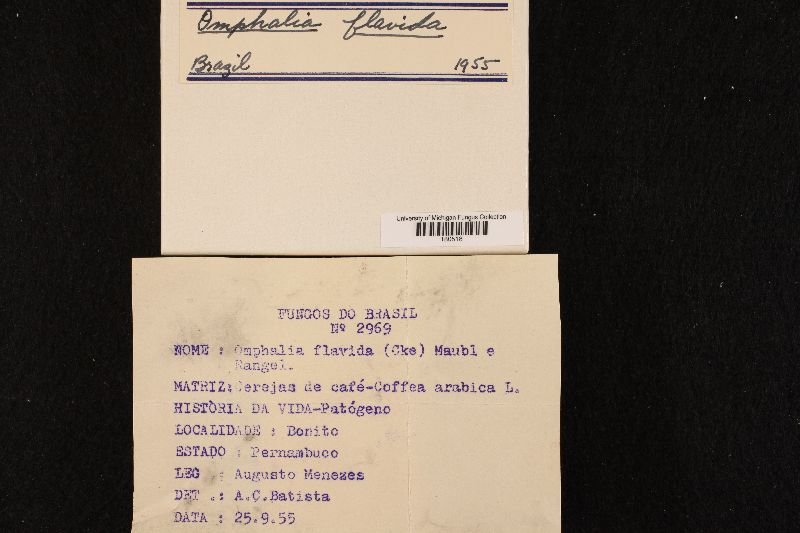 Omphalia flavida
Brazil 1955
University of Michigan Fungus Collection
FUNGOS DO BRASIL
Nº 2969
NOME : Omphalia flavida (Cke) Maubl e
Rangel.
MATRIZ: Cerejas de café-Coffea arabica L.
HISTÒRIA DA VIDA-Patógeno
LOCALIDADE : Bonito
ESTADO : Pernambuco
LEG .: Augusto Menezes
DET .: A.C.Batista
DATA : 25.9.55